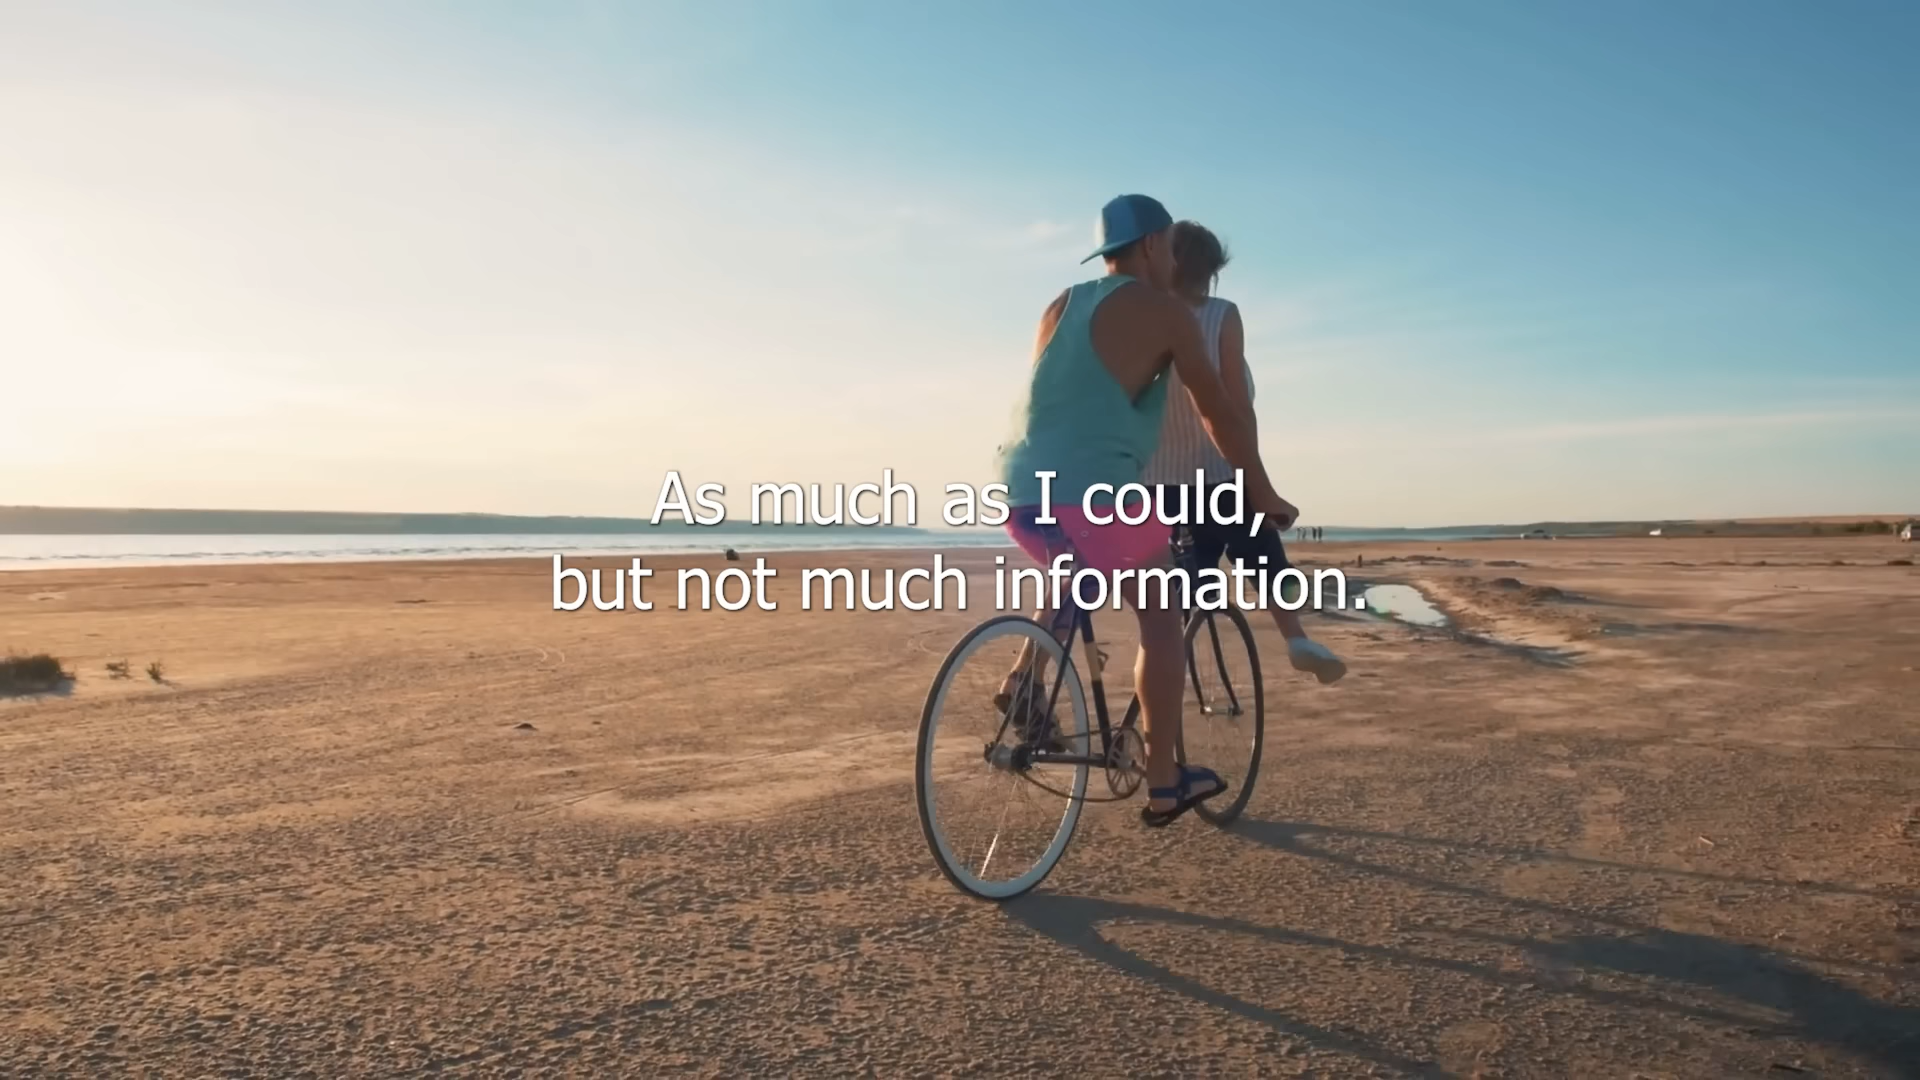 As much as I could,
but not much information.